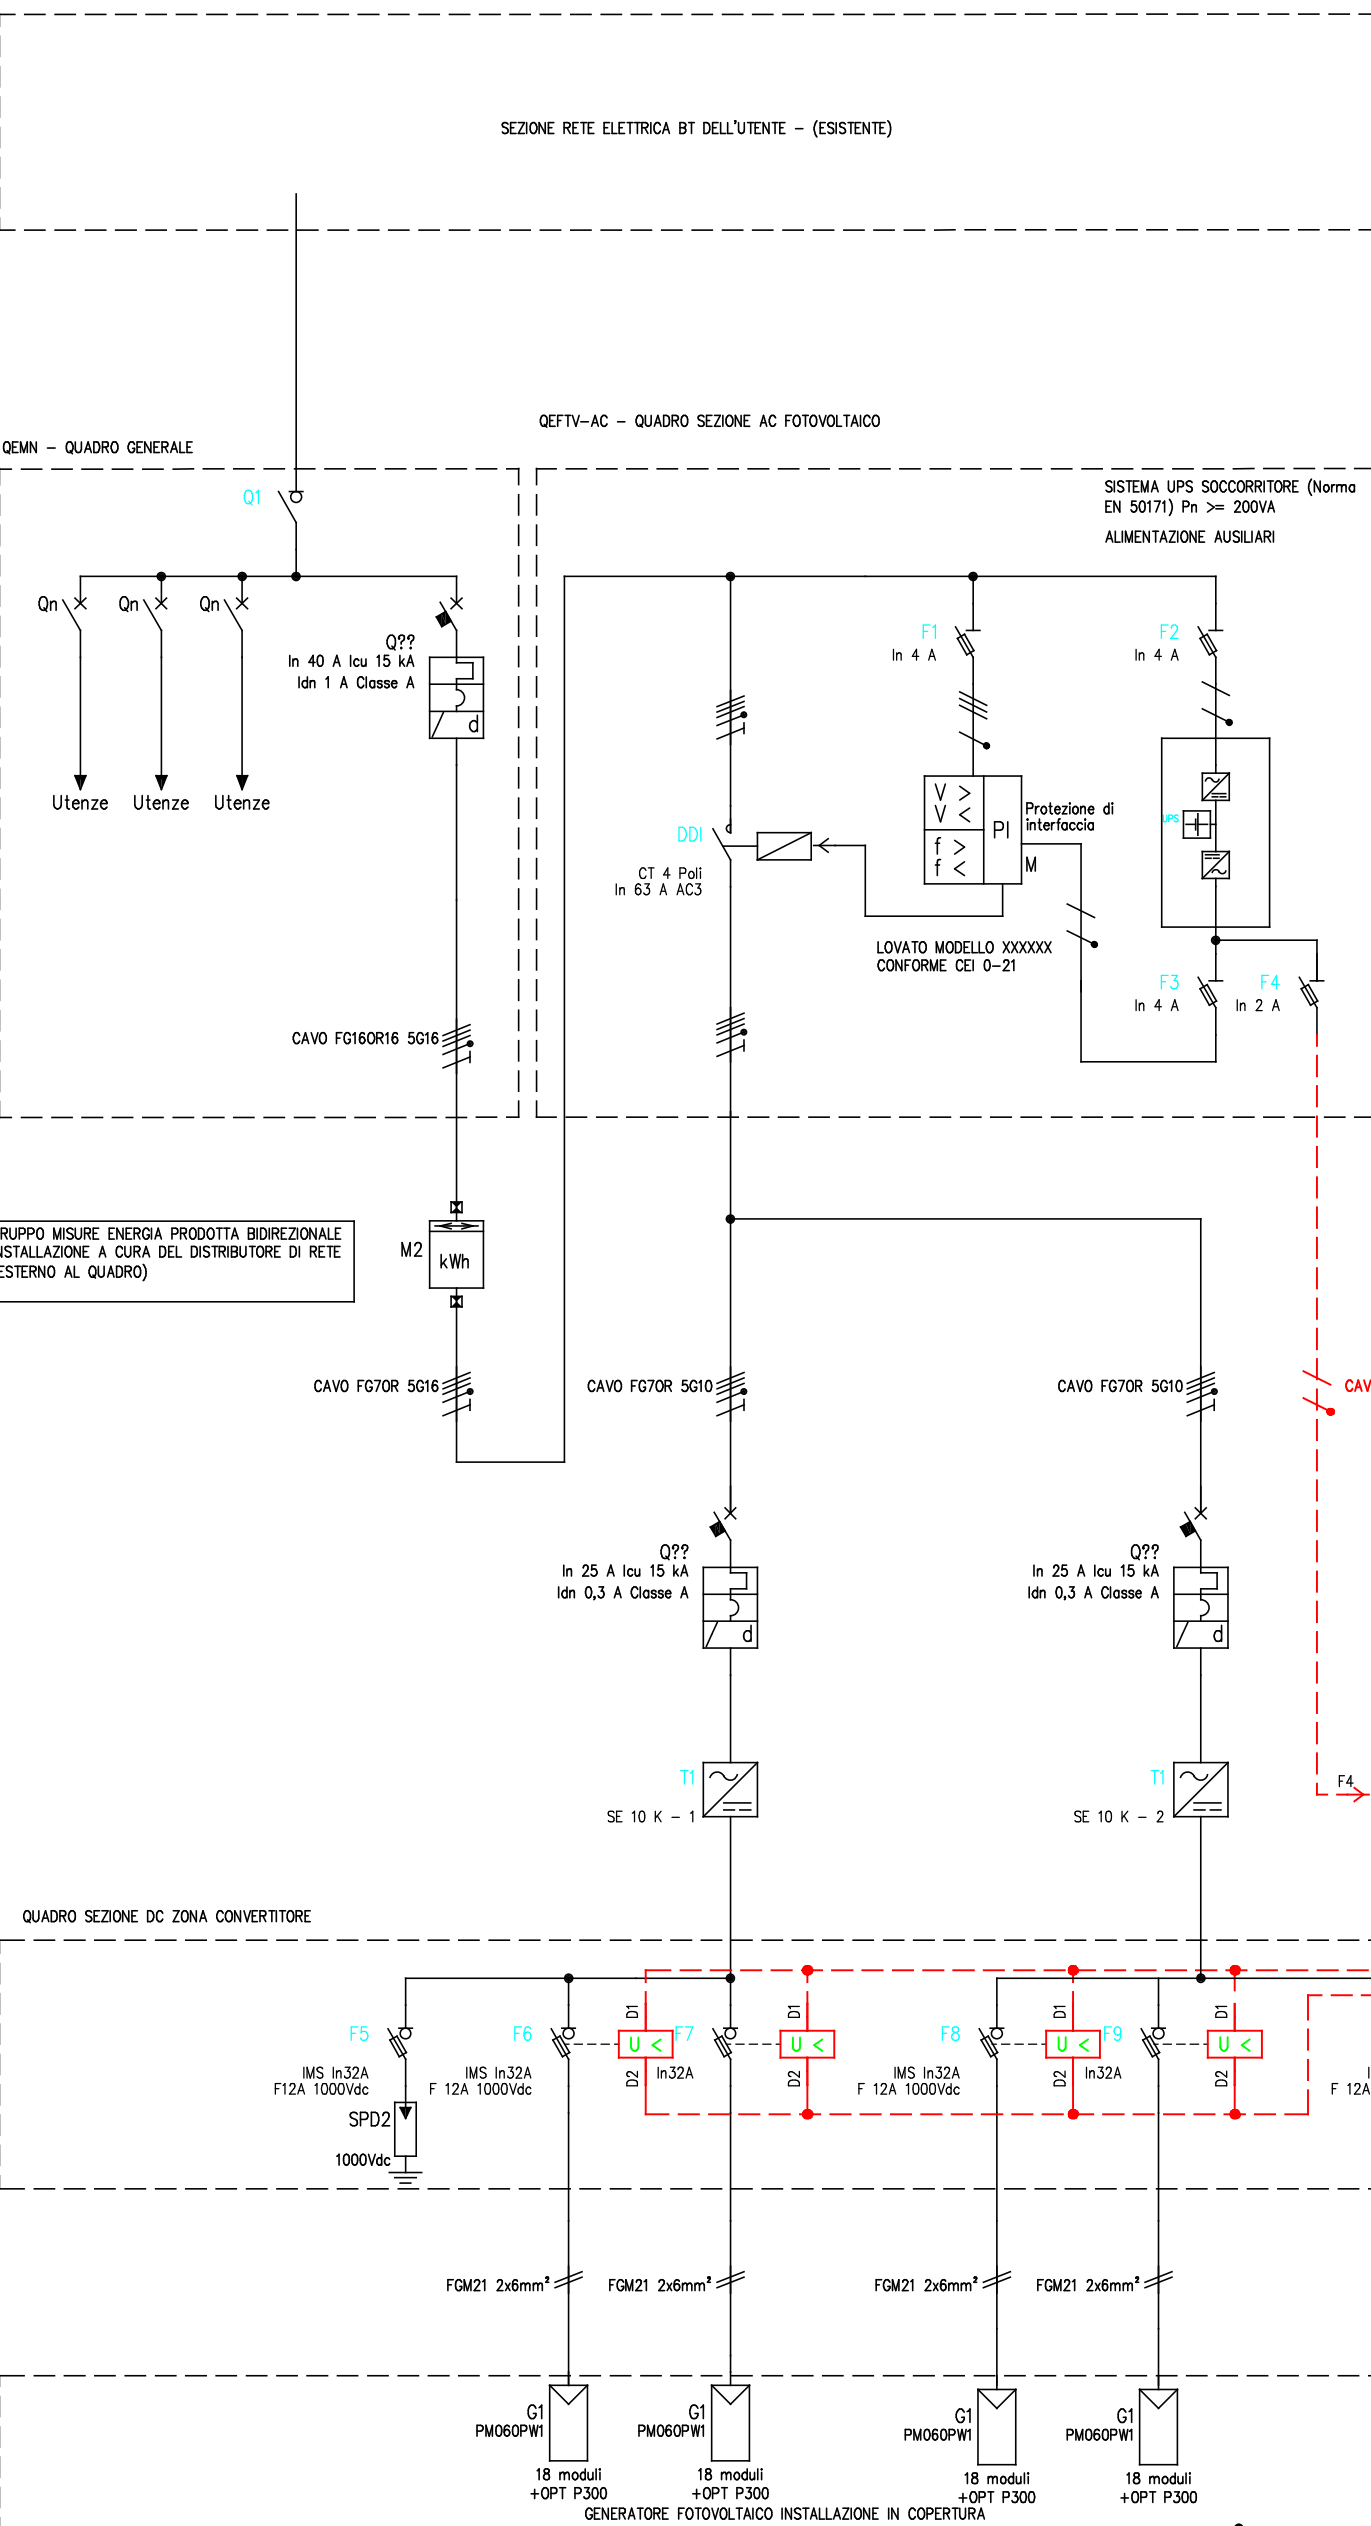 SEZIONE RETE ELETTRICA BT DELL'UTENTE - (ESISTENTE)
QEFTV-AC - QUADRO SEZIONE AC FOTOVOLTAICO
QEMN - QUADRO GENERALE
SISTEMA UPS SOCCORRITORE (Norma
EN 50171) Pn >= 200VA
ALIMENTAZIONE AUSILIARI
Q1
Qn
Qn
Qn
Q??
In 40 A Icu 15 kA
Idn 1 A Classe A
d
F1
In 4 A
F2
In 4 A
Utenze
Utenze
Utenze
V >
V <
f >
f <
PI
Protezione di
interfaccia
M
UPS
DDI
CT 4 Poli
In 63 A AC3
LOVATO MODELLO XXXXXX
CONFORME CEI 0-21
F3
In 4 A
F4
In 2 A
CAVO FG16OR16 5G16
RUPPO MISURE ENERGIA PRODOTTA BIDIREZIONALE
NSTALLAZIONE A CURA DEL DISTRIBUTORE DI RETE
ESTERNO AL QUADRO)
M2
kWh
CAVO FG7OR 5G16
CAVO FG7OR 5G10
CAVO FG7OR 5G10
CAV
Q??
In 25 A Icu 15 kA
Idn 0,3 A Classe A
d
Q??
In 25 A Icu 15 kA
Idn 0,3 A Classe A
d
T1
SE 10 K - 1
T1
SE 10 K - 2
F4
QUADRO SEZIONE DC ZONA CONVERTITORE
F5
IMS In32A
F12A 1000Vdc
SPD2
1000Vdc
F6
IMS In32A
F 12A 1000Vdc
D1
U <
D2
F7
In32A
D1
U <
D2
F8
IMS In32A
F 12A 1000Vdc
D1
U <
D2
F9
In32A
D1
U <
D2
I
F 12A
FGM21 2x6mm²
FGM21 2x6mm²
FGM21 2x6mm²
FGM21 2x6mm²
G1
PM060PW1
18 moduli
+OPT P300
G1
PM060PW1
18 moduli
+OPT P300
G1
PM060PW1
18 moduli
+OPT P300
G1
PM060PW1
18 moduli
+OPT P300
GENERATORE FOTOVOLTAICO INSTALLAZIONE IN COPERTURA